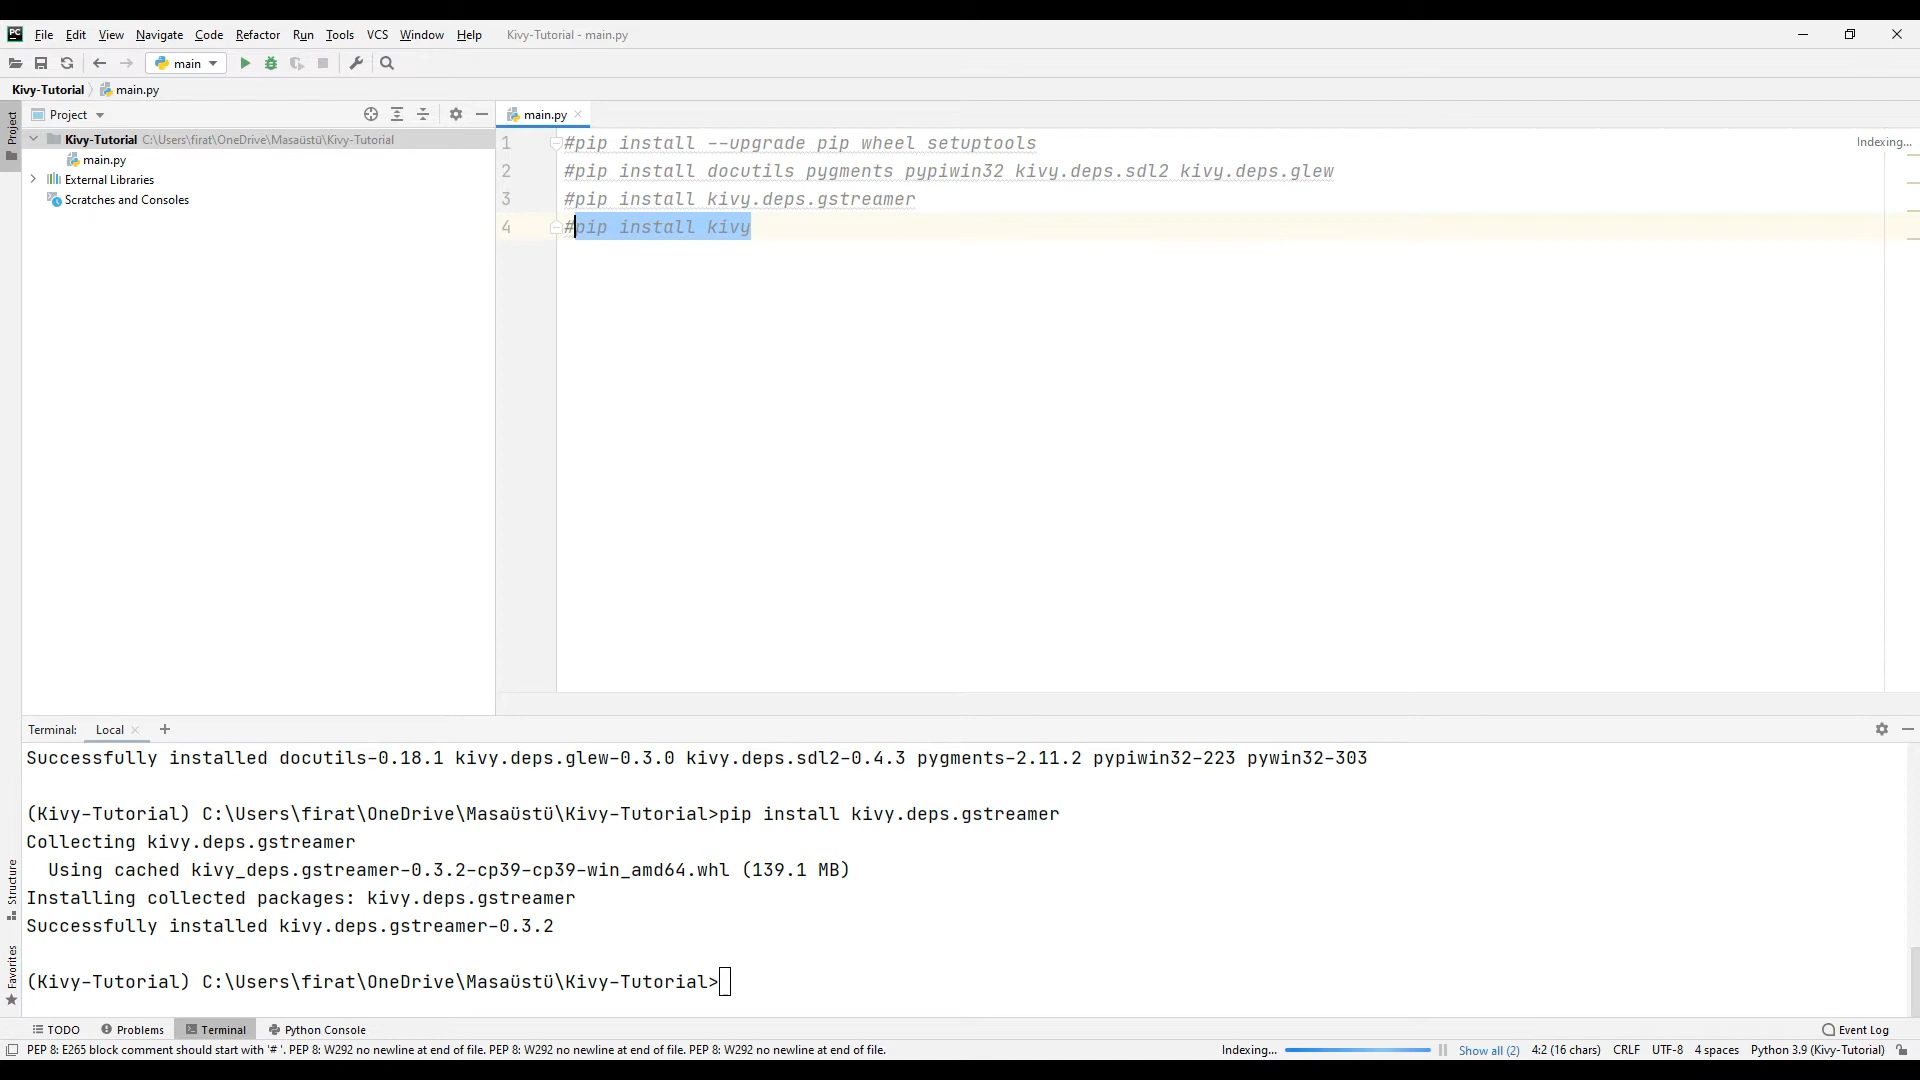 PC File Edit View Navigate Code Refactor Run Tools VCS Window Help Kivy-Tutorial - main.py
main
Kivy-Tutorial main.py
Project
Project
Kivy-Tutorial C:\Users\firat\OneDrive\Masaüstü\Kivy-Tutorial
main.py
External Libraries
Scratches and Consoles
main.py
1 #pip install --upgrade pip wheel setuptools
Indexing...
2 #pip install docutils pygments pypiwin32 kivy.deps.sdl2 kivy.deps.glew
3 #pip install kivy.deps.gstreamer
4 #pip install kivy
Terminal: Local
Successfully installed docutils-0.18.1 kivy.deps.glew-0.3.0 kivy.deps.sdl2-0.4.3 pygments-2.11.2 pypiwin32-223 pywin32-303
(Kivy-Tutorial) C:\Users\firat\OneDrive\Masaüstü\Kivy-Tutorial>pip install kivy.deps.gstreamer
Collecting kivy.deps.gstreamer
Using cached kivy_deps.gstreamer-0.3.2-cp39-cp39-win_amd64.whl (139.1 MB)
Installing collected packages: kivy.deps.gstreamer
Successfully installed kivy.deps.gstreamer-0.3.2
(Kivy-Tutorial) C:\Users\firat\OneDrive\Masaüstü\Kivy-Tutorial>
Structure
Favorites
TODO Problems Terminal Python Console Event Log
PEP 8: E265 block comment should start with '# '. PEP 8: W292 no newline at end of file. PEP 8: W292 no newline at end of file. PEP 8: W292 no newline at end of file. Indexing... Show all (2) 4:2 (16 chars) CRLF UTF-8 4 spaces Python 3.9 (Kivy-Tutorial)